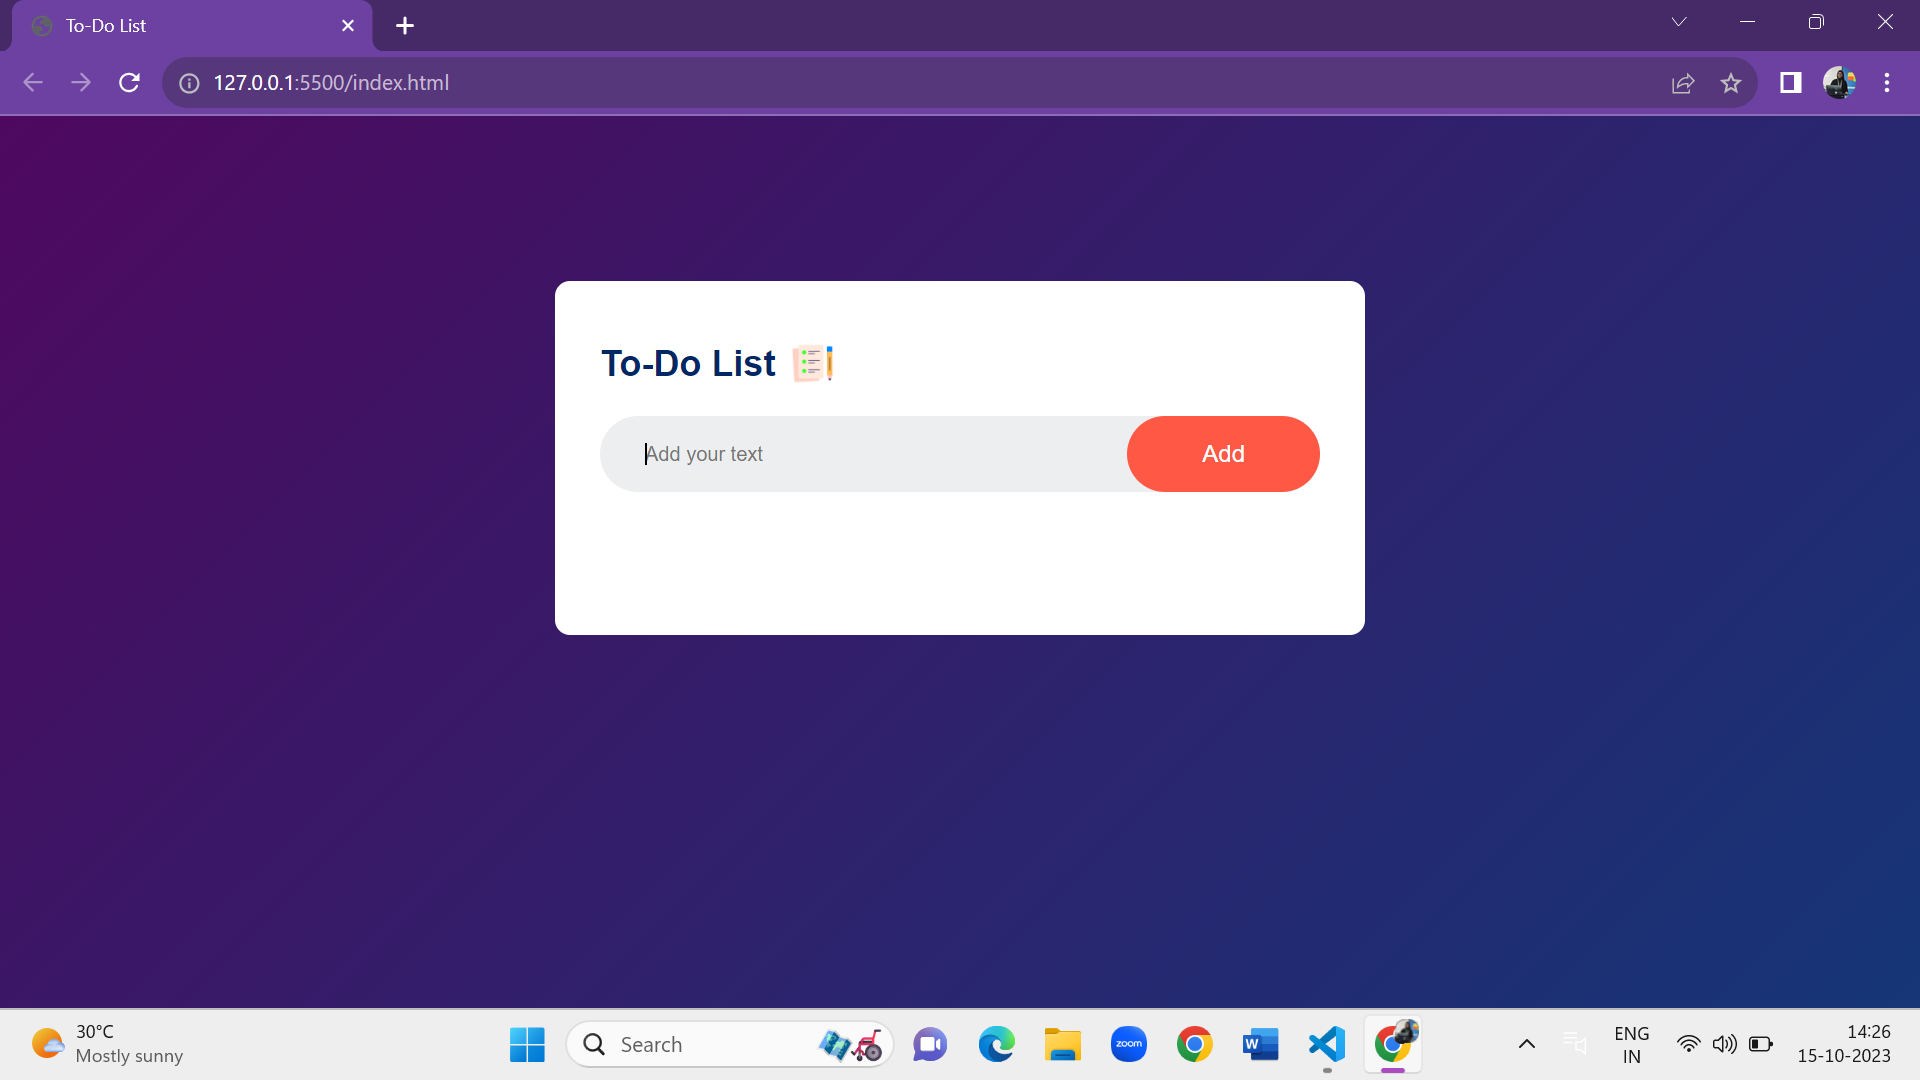 To-Do List
127.0.0.1:5500/index.html
To-Do List
Add your text
Add
30°C
Mostly sunny
Search
zoom
W
ENG
IN
14:26
15-10-2023